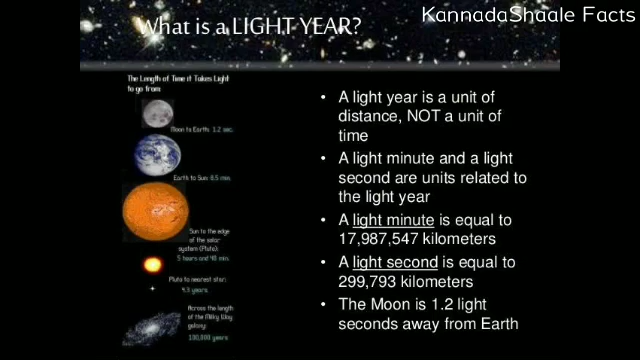 KannadaShaale Facts
What is a LIGHT YEAR?
The Length of Time it Takes Light
to go from:
Moon to Earth: 1.2 sec.
Earth to Sun: 8.5 min.
Sun to the edge
of the solar
system (Pluto):
5 hours and 40 min.
Pluto to nearest star:
4.3 years
Across the length
of the Milky Way
galaxy:
100,000 years
• A light year is a unit of
distance, NOT a unit of
time
• A light minute and a light
second are units related to
the light year
• A light minute is equal to
17,987,547 kilometers
• A light second is equal to
299,793 kilometers
• The Moon is 1.2 light
seconds away from Earth